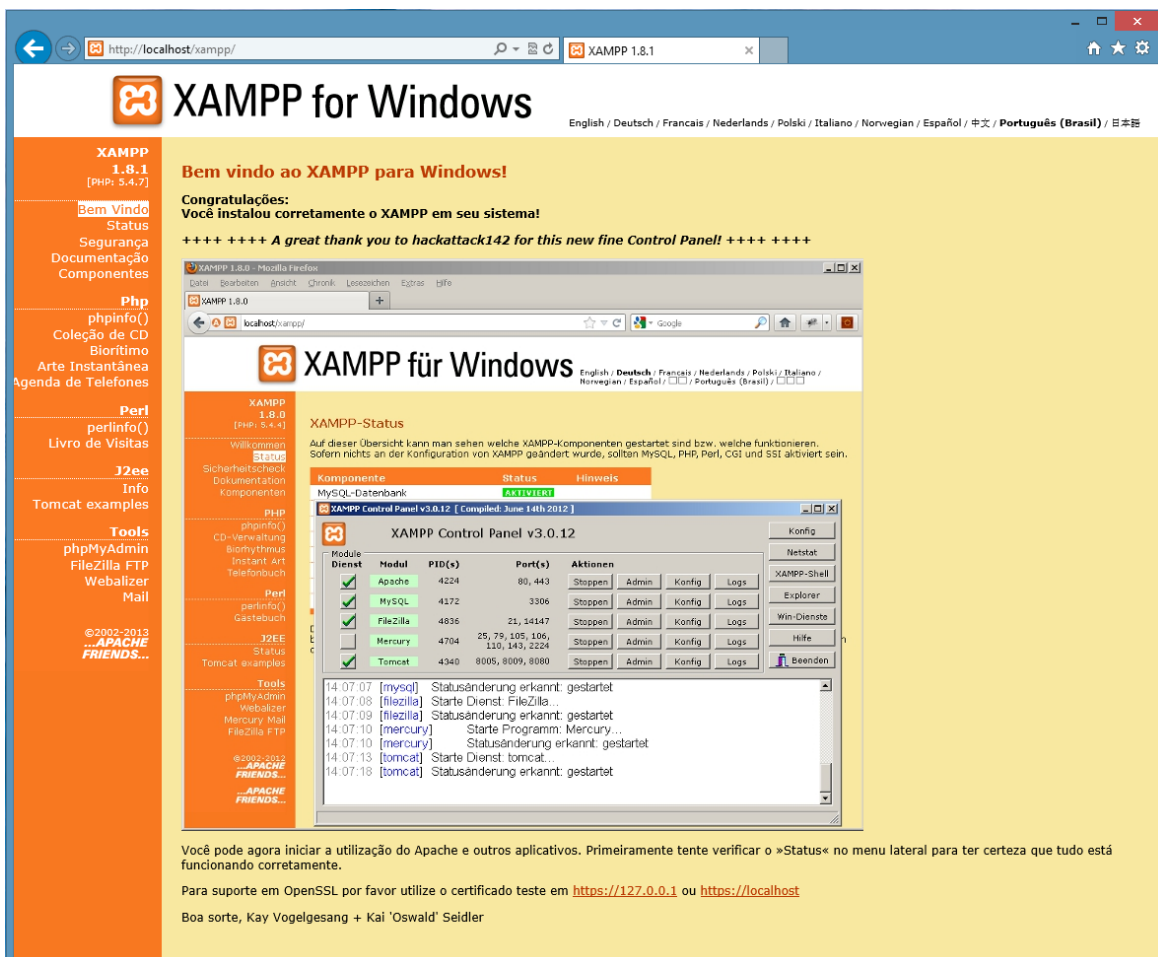 http://localhost/xampp/
XAMPP 1.8.1
XAMPP for Windows
English / Deutsch / Francais / Nederlands / Polski / Italiano / Norwegian / Español / 中文 / Português (Brasil) / 日本語
XAMPP
1.8.1
[PHP: 5.4.7]
Bem Vindo
Status
Segurança
Documentação
Componentes
Php
phpinfo()
Coleção de CD
Biorítimo
Arte Instantânea
Agenda de Telefones
Perl
perlinfo()
Livro de Visitas
J2ee
Info
Tomcat examples
Tools
phpMyAdmin
FileZilla FTP
Webalizer
Mail
©2002-2013
...APACHE
FRIENDS...
Bem vindo ao XAMPP para Windows!
Congratulações:
Você instalou corretamente o XAMPP em seu sistema!
++++ ++++ A great thank you to hackattack142 for this new fine Control Panel! ++++ ++++
XAMPP 1.8.0 - Mozilla Firefox
Datei Bearbeiten Ansicht Chronik Lesezeichen Extras Hilfe
XAMPP 1.8.0
localhost/xampp/
Google
XAMPP für Windows
English / Deutsch / Francais / Nederlands / Polski / Italiano /
Norwegian / Español / □□ / Português (Brasil) / □□□
XAMPP
1.8.0
[PHP: 5.4.4]
Willkommen
Status
Sicherheitscheck
Dokumentation
Komponenten
PHP
phpinfo()
CD-Verwaltung
Biorhythmus
Instant Art
Telefonbuch
Perl
perlinfo()
Gästebuch
J2EE
Status
Tomcat examples
Tools
phpMyAdmin
Webalizer
Mercury Mail
FileZilla FTP
©2002-2012
...APACHE
FRIENDS...
...APACHE
FRIENDS...
XAMPP-Status
Auf dieser Übersicht kann man sehen welche XAMPP-Komponenten gestartet sind bzw. welche funktionieren.
Sofern nichts an der Konfiguration von XAMPP geändert wurde, sollten MySQL, PHP, Perl, CGI und SSI aktiviert sein.
Komponente Status Hinweis
MySQL-Datenbank AKTIVIERT
XAMPP Control Panel v3.0.12 [ Compiled: June 14th 2012 ]
XAMPP Control Panel v3.0.12
Module
Dienst Modul PID(s) Port(s) Aktionen
Apache 4224 80, 443 Stoppen Admin Konfig Logs
MySQL 4172 3306 Stoppen Admin Konfig Logs
FileZilla 4836 21, 14147 Stoppen Admin Konfig Logs
Mercury 4704 25, 79, 105, 106, 110, 143, 2224 Stoppen Admin Konfig Logs
Tomcat 4340 8005, 8009, 8080 Stoppen Admin Konfig Logs
Konfig
Netstat
XAMPP-Shell
Explorer
Win-Dienste
Hilfe
Beenden
14:07:07 [mysql] Statusänderung erkannt: gestartet
14:07:08 [filezilla] Starte Dienst: FileZilla...
14:07:09 [filezilla] Statusänderung erkannt: gestartet
14:07:10 [mercury] Starte Programm: Mercury...
14:07:10 [mercury] Statusänderung erkannt: gestartet
14:07:13 [tomcat] Starte Dienst: tomcat...
14:07:18 [tomcat] Statusänderung erkannt: gestartet
Você pode agora iniciar a utilização do Apache e outros aplicativos. Primeiramente tente verificar o »Status« no menu lateral para ter certeza que tudo está
funcionando corretamente.
Para suporte em OpenSSL por favor utilize o certificado teste em https://127.0.0.1 ou https://localhost
Boa sorte, Kay Vogelgesang + Kai 'Oswald' Seidler